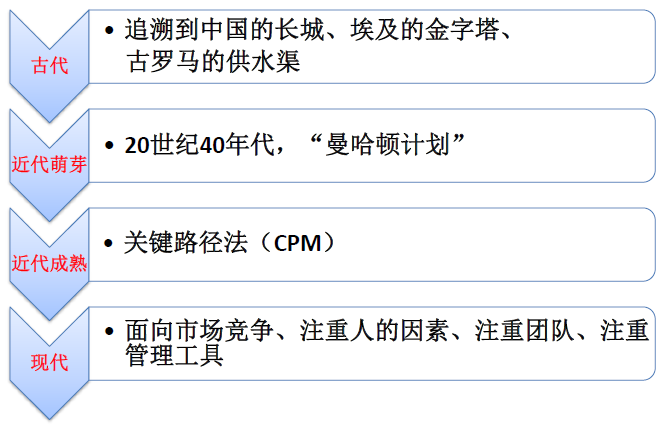 古代
• 追溯到中国的长城、埃及的金字塔、
古罗马的供水渠
近代萌芽
• 20世纪40年代，“曼哈顿计划”
近代成熟
• 关键路径法（CPM）
现代
• 面向市场竞争、注重人的因素、注重团队、注重
管理工具